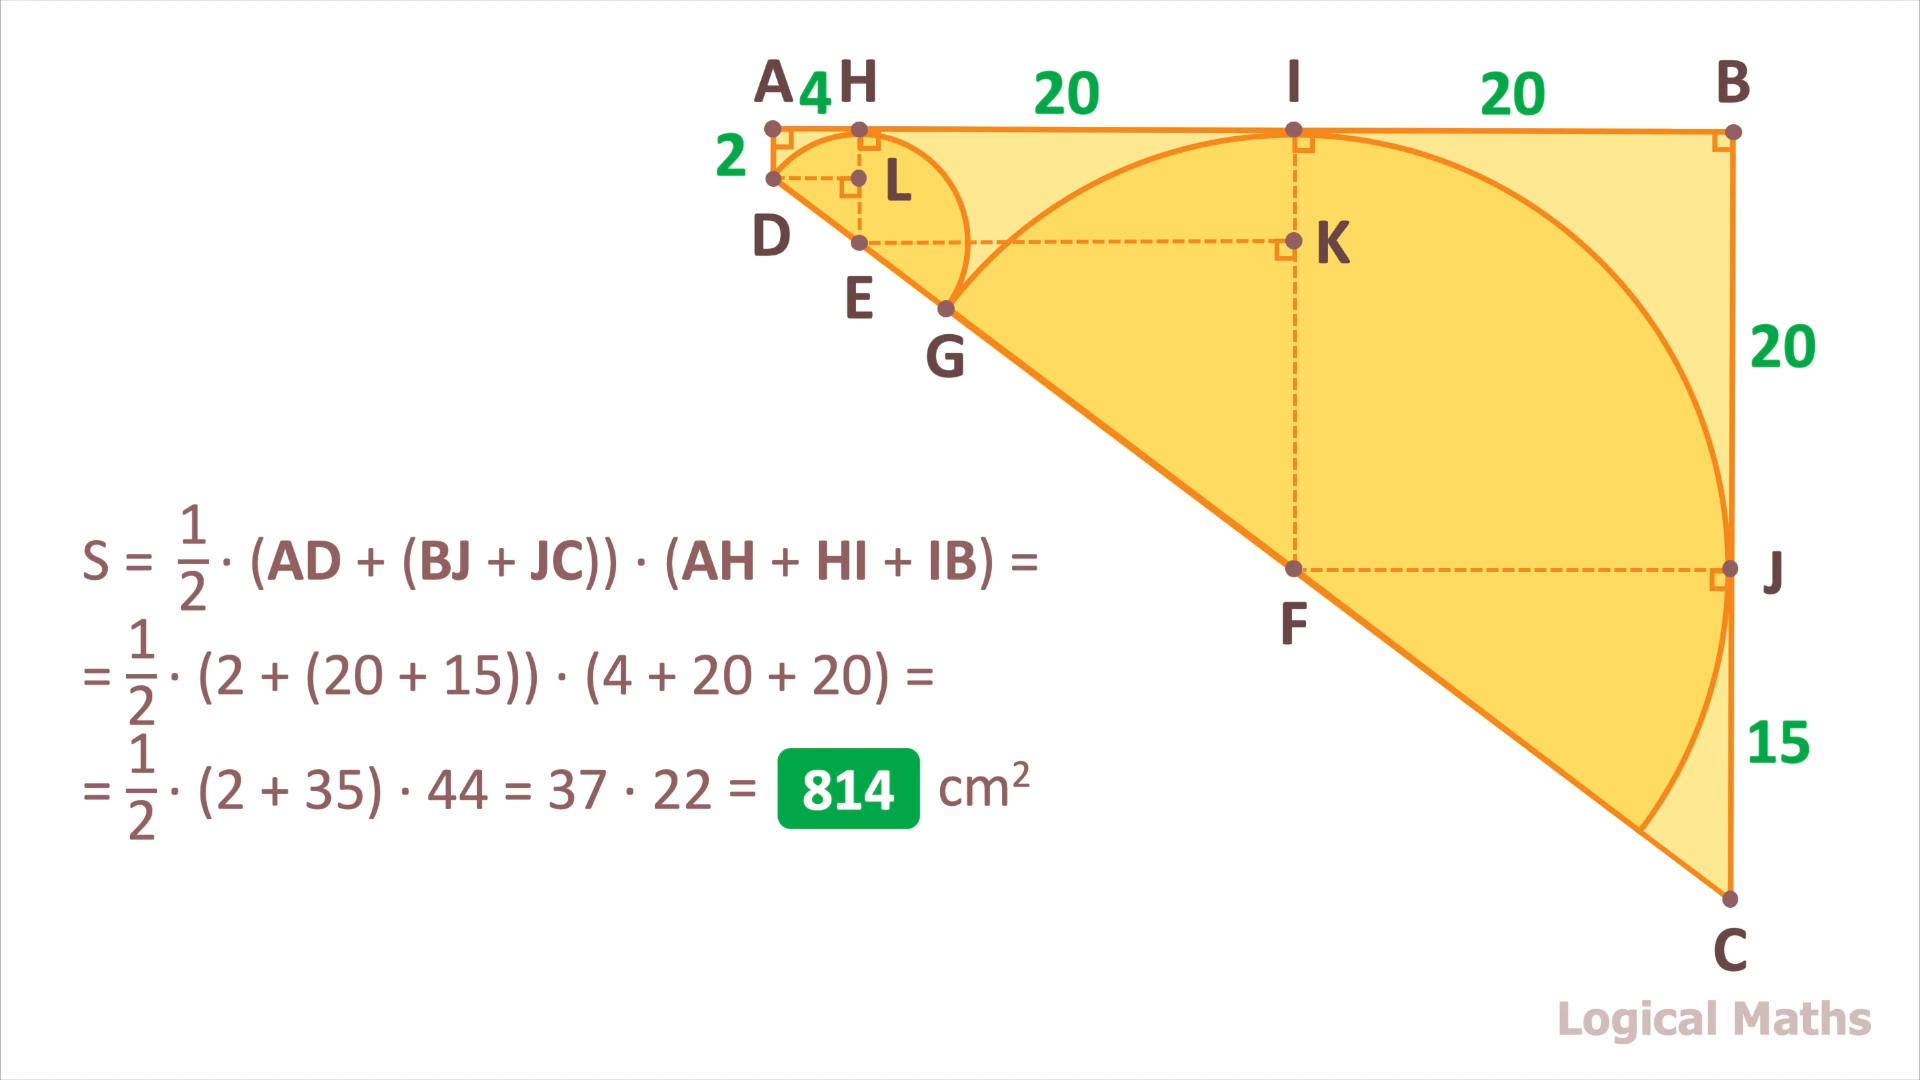 A 4 H 20 I 20 B
2
L
D
K
E
G
20
S = 1/2 · (AD + (BJ + JC)) · (AH + HI + IB) =
F
J
= 1/2 · (2 + (20 + 15)) · (4 + 20 + 20) =
15
= 1/2 · (2 + 35) · 44 = 37 · 22 = 814 cm²
C
Logical Maths